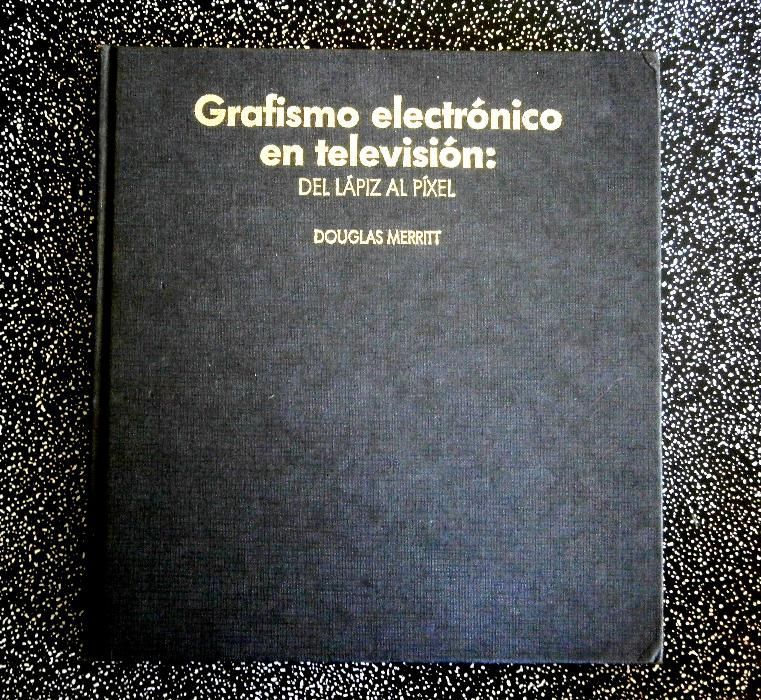 Grafismo electrónico
en televisión:
DEL LÁPIZ AL PÍXEL
DOUGLAS MERRITT